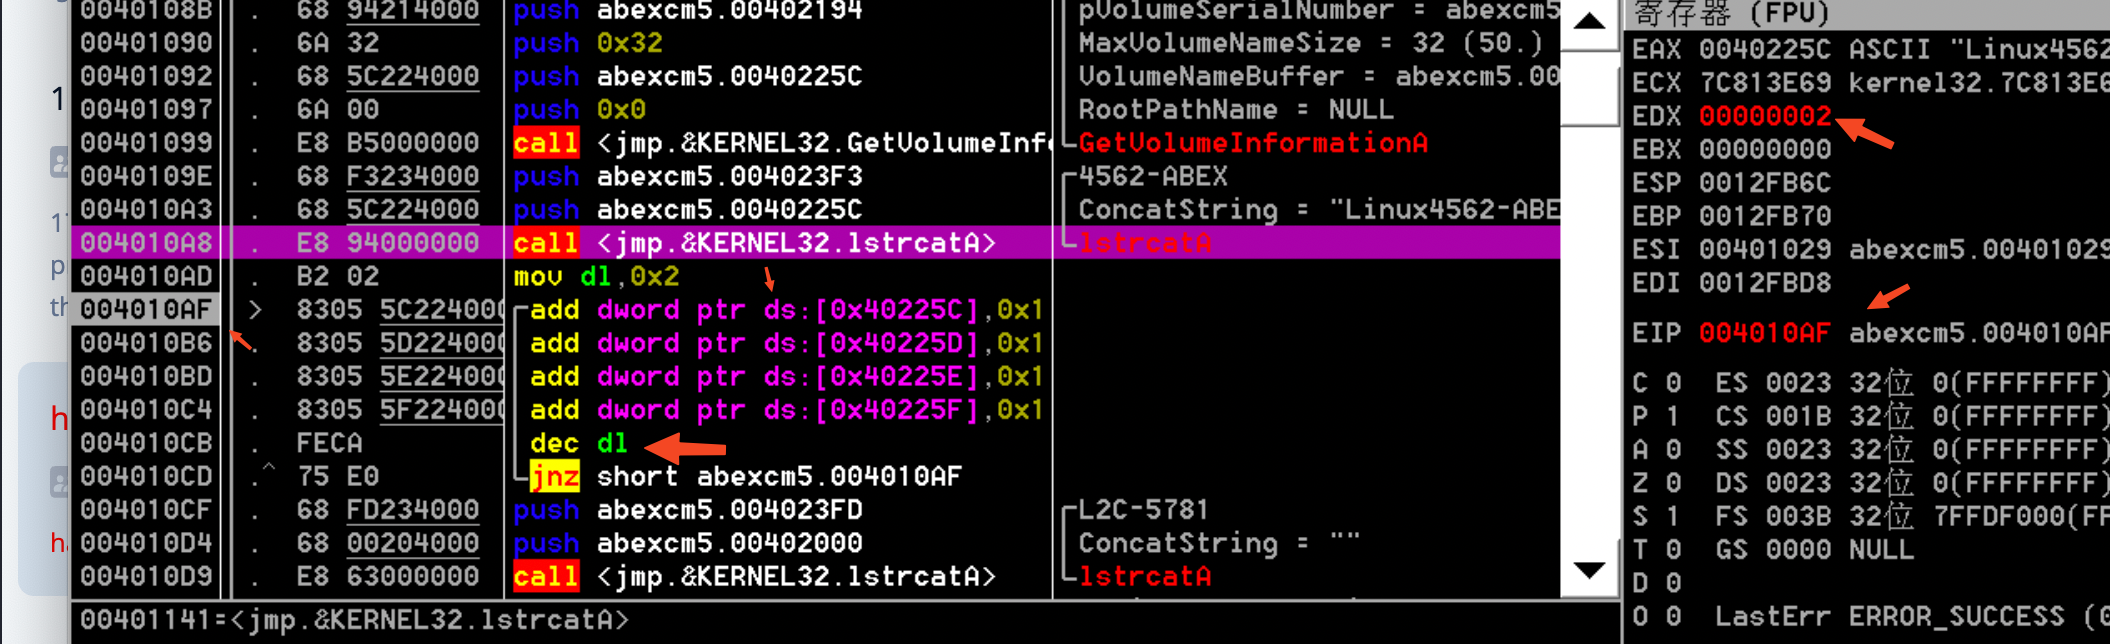 0040108B . 68 94214000 push abexcm5.00402194 pVolumeSerialNumber = abexcm5
00401090 . 6A 32 push 0x32 MaxVolumeNameSize = 32 (50.)
00401092 . 68 5C224000 push abexcm5.0040225C VolumeNameBuffer = abexcm5.00
00401097 . 6A 00 push 0x0 RootPathName = NULL
00401099 . E8 B5000000 call <jmp.&KERNEL32.GetVolumeInf GetVolumeInformationA
0040109E . 68 F3234000 push abexcm5.004023F3 4562-ABEX
004010A3 . 68 5C224000 push abexcm5.0040225C ConcatString = "Linux4562-ABE
004010A8 . E8 94000000 call <jmp.&KERNEL32.lstrcatA> lstrcatA
004010AD . B2 02 mov dl,0x2
004010AF > 8305 5C224000 add dword ptr ds:[0x40225C],0x1
004010B6 . 8305 5D224000 add dword ptr ds:[0x40225D],0x1
004010BD . 8305 5E224000 add dword ptr ds:[0x40225E],0x1
004010C4 . 8305 5F224000 add dword ptr ds:[0x40225F],0x1
004010CB . FECA dec dl
004010CD .^ 75 E0 jnz short abexcm5.004010AF
004010CF . 68 FD234000 push abexcm5.004023FD L2C-5781
004010D4 . 68 00204000 push abexcm5.00402000 ConcatString = ""
004010D9 . E8 63000000 call <jmp.&KERNEL32.lstrcatA> lstrcatA
00401141=<jmp.&KERNEL32.lstrcatA>
寄存器 (FPU)
EAX 0040225C ASCII "Linux4562
ECX 7C813E69 kernel32.7C813E6
EDX 00000002
EBX 00000000
ESP 0012FB6C
EBP 0012FB70
ESI 00401029 abexcm5.00401029
EDI 0012FBD8
EIP 004010AF abexcm5.004010AF
C 0 ES 0023 32位 0(FFFFFFFF)
P 1 CS 001B 32位 0(FFFFFFFF)
A 0 SS 0023 32位 0(FFFFFFFF)
Z 0 DS 0023 32位 0(FFFFFFFF)
S 1 FS 003B 32位 7FFDF000(FF
T 0 GS 0000 NULL
D 0
O 0 LastErr ERROR_SUCCESS (0